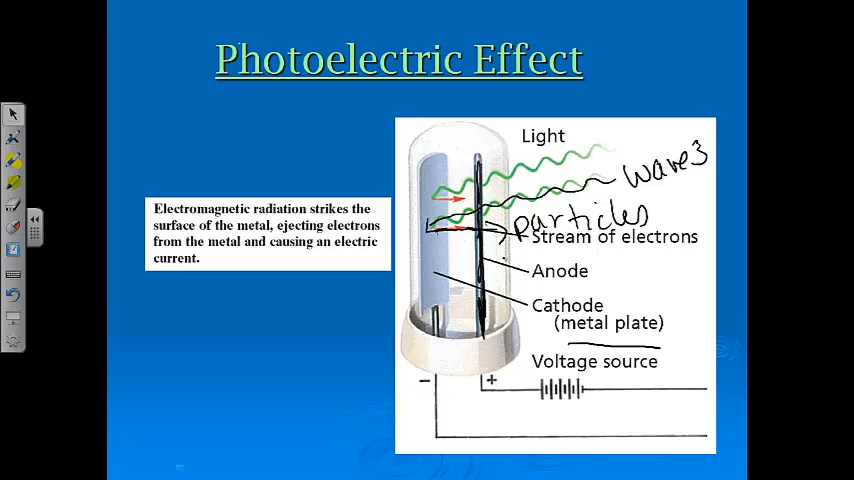 Photoelectric Effect
Electromagnetic radiation strikes the
surface of the metal, ejecting electrons
from the metal and causing an electric
current.
Light
waves
particles
Stream of electrons
Anode
Cathode
(metal plate)
Voltage source
− +